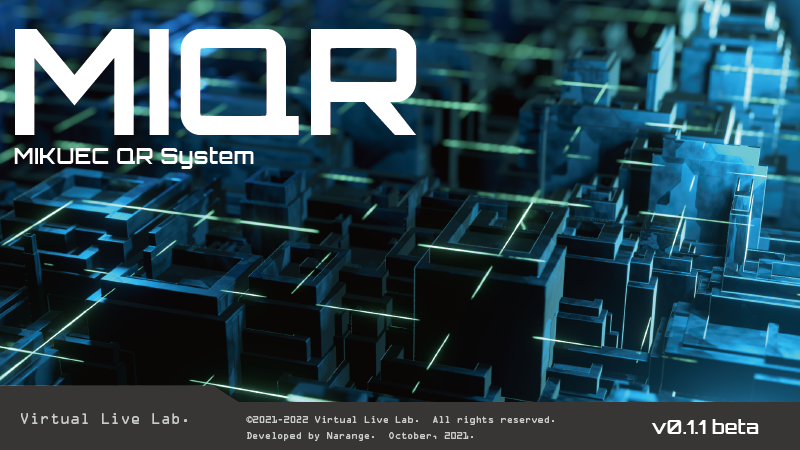 MIQR
MIKUEC QR System
Virtual Live Lab.
©2021-2022 Virtual Live Lab. All rights reserved.
Developed by Narange. October, 2021.
v0.1.1 beta